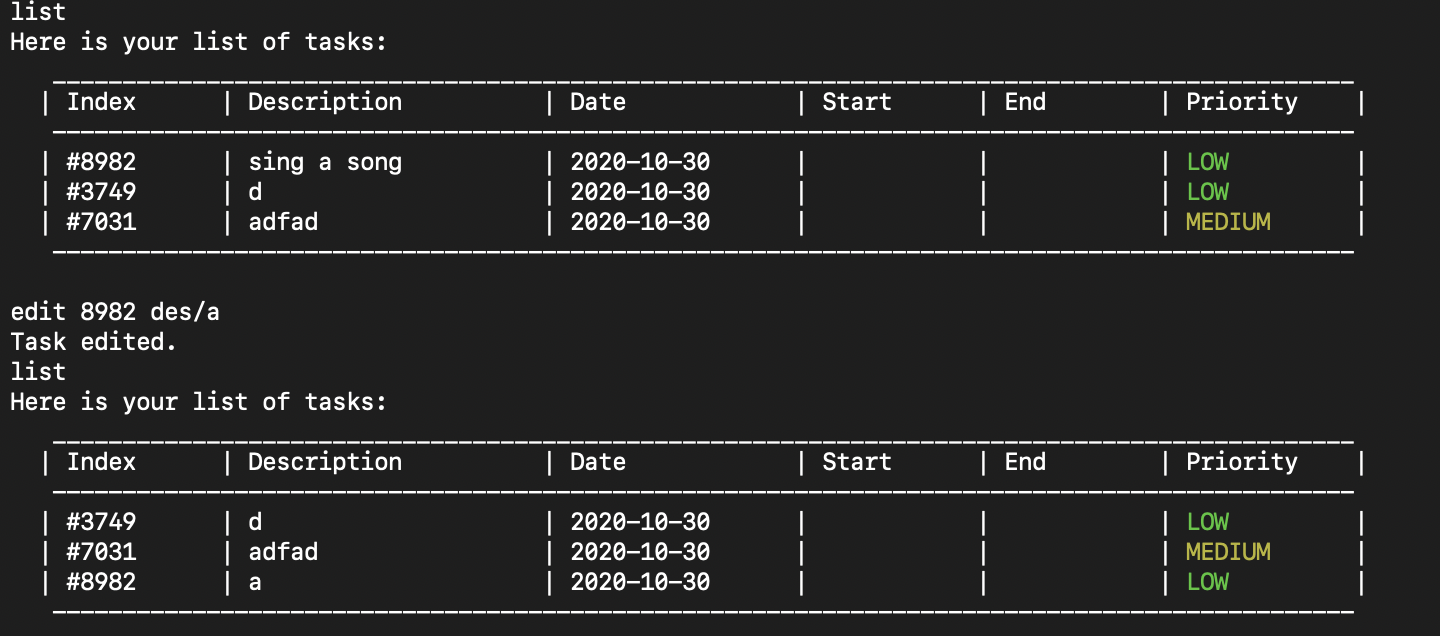 list
Here is your list of tasks:
| Index | Description | Date | Start | End | Priority |
| #8982 | sing a song | 2020-10-30 | | | LOW |
| #3749 | d | 2020-10-30 | | | LOW |
| #7031 | adfad | 2020-10-30 | | | MEDIUM |
edit 8982 des/a
Task edited.
list
Here is your list of tasks:
| Index | Description | Date | Start | End | Priority |
| #3749 | d | 2020-10-30 | | | LOW |
| #7031 | adfad | 2020-10-30 | | | MEDIUM |
| #8982 | a | 2020-10-30 | | | LOW |